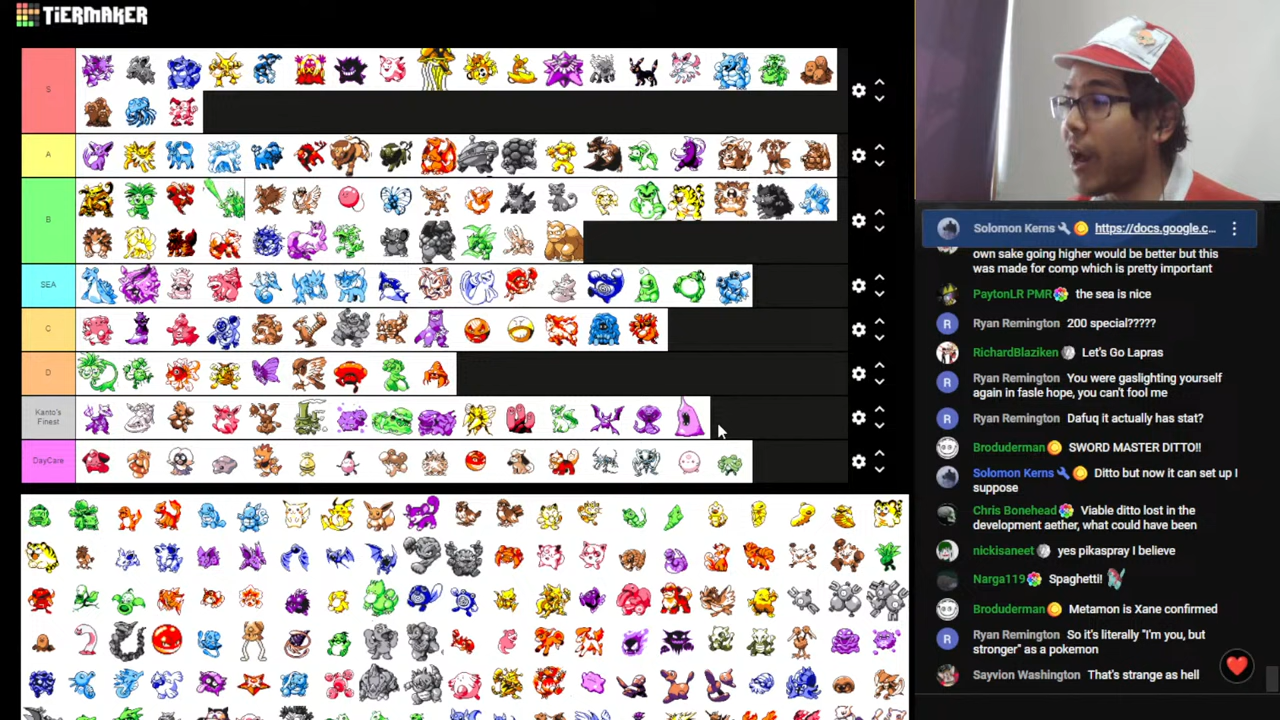 TiERMAKER
S
A
B
SEA
C
D
Kanto's
Finest
DayCare
Solomon Kerns https://docs.google.c...
own sake going higher would be better but this
was made for comp which is pretty important
PaytonLR PMR the sea is nice
R Ryan Remington 200 special?????
RichardBlaziken Let's Go Lapras
R Ryan Remington You were gaslighting yourself
again in fasle hope, you can't fool me
R Ryan Remington Dafuq it actually has stat?
Broduderman SWORD MASTER DITTO!!
Solomon Kerns Ditto but now it can set up I
suppose
Chris Bonehead Viable ditto lost in the
development aether, what could have been
nickisaneet yes pikaspray I believe
Narga119 Spaghetti!
Broduderman Metamon is Xane confirmed
R Ryan Remington So it's literally "I'm you, but
stronger" as a pokemon
Sayvion Washington That's strange as hell